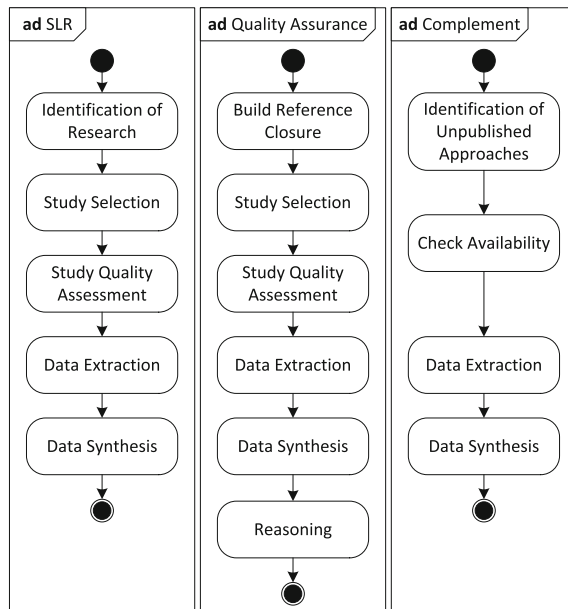 ad SLR
Identification of
Research
Study Selection
Study Quality
Assessment
Data Extraction
Data Synthesis
ad Quality Assurance
Build Reference
Closure
Study Selection
Study Quality
Assessment
Data Extraction
Data Synthesis
Reasoning
ad Complement
Identification of
Unpublished
Approaches
Check Availability
Data Extraction
Data Synthesis